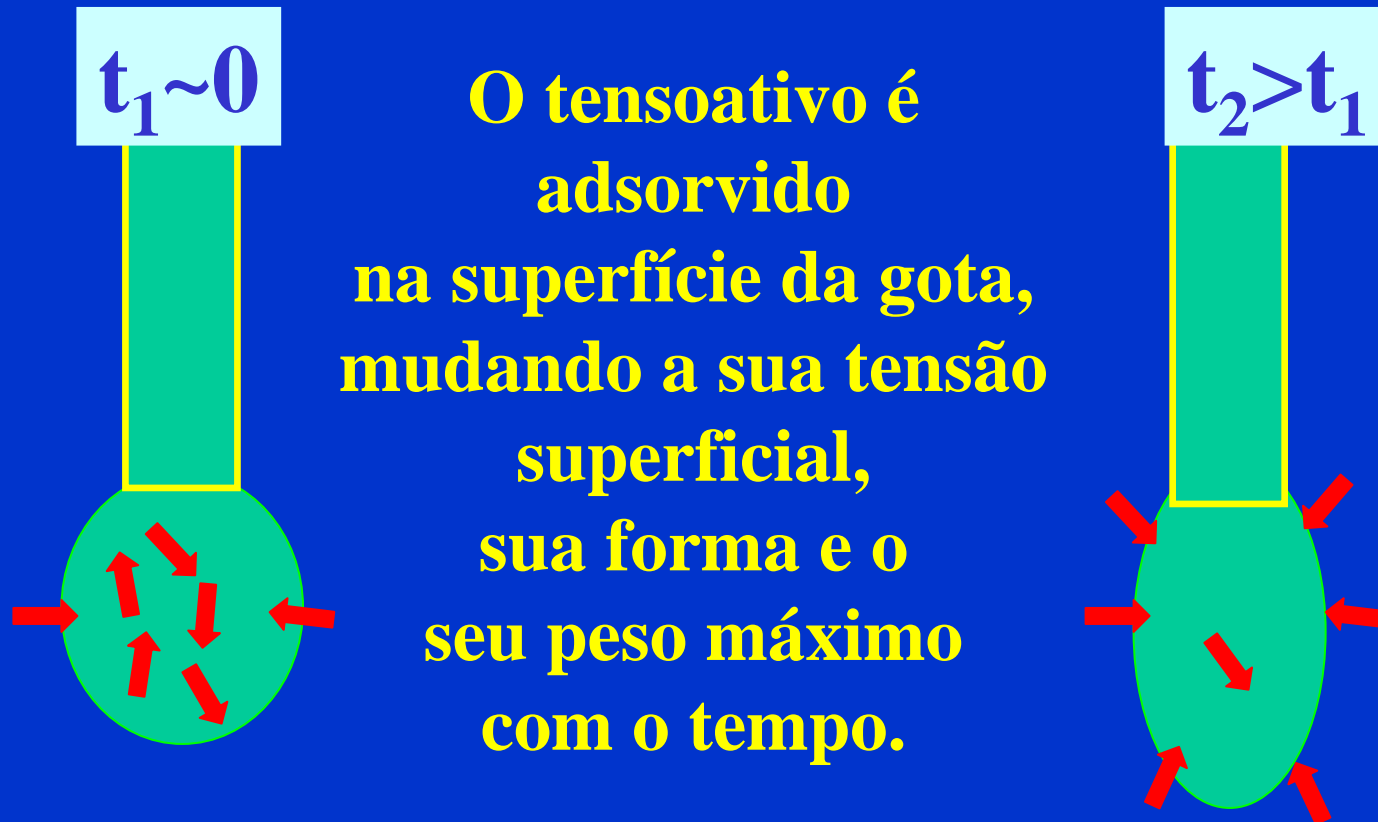 t₁~0
O tensoativo é
adsorvido
na superfície da gota,
mudando a sua tensão
superficial,
sua forma e o
seu peso máximo
com o tempo.
t₂>t₁